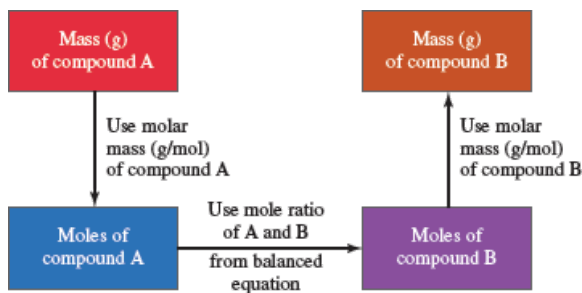 Mass (g)
of compound A
Mass (g)
of compound B
Use molar
mass (g/mol)
of compound A
Use molar
mass (g/mol)
of compound B
Moles of
compound A
Use mole ratio
of A and B
from balanced
equation
Moles of
compound B